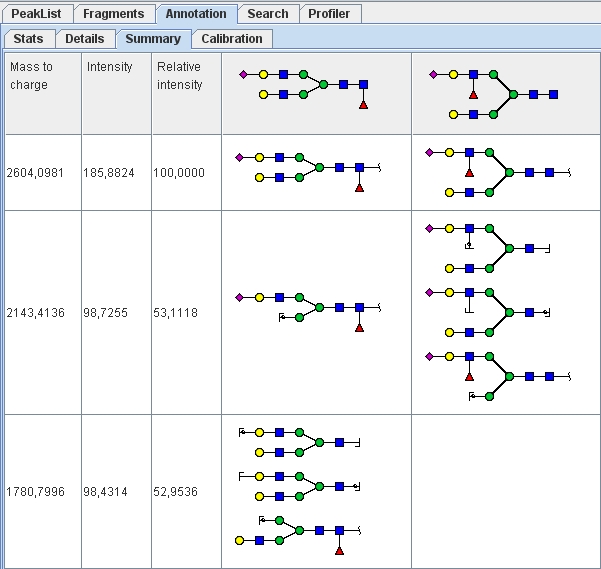 PeakList Fragments Annotation Search Profiler
Stats Details Summary Calibration
Mass to charge Intensity Relative intensity
2604,0981 185,8824 100,0000
2143,4136 98,7255 53,1118
1780,7996 98,4314 52,9536